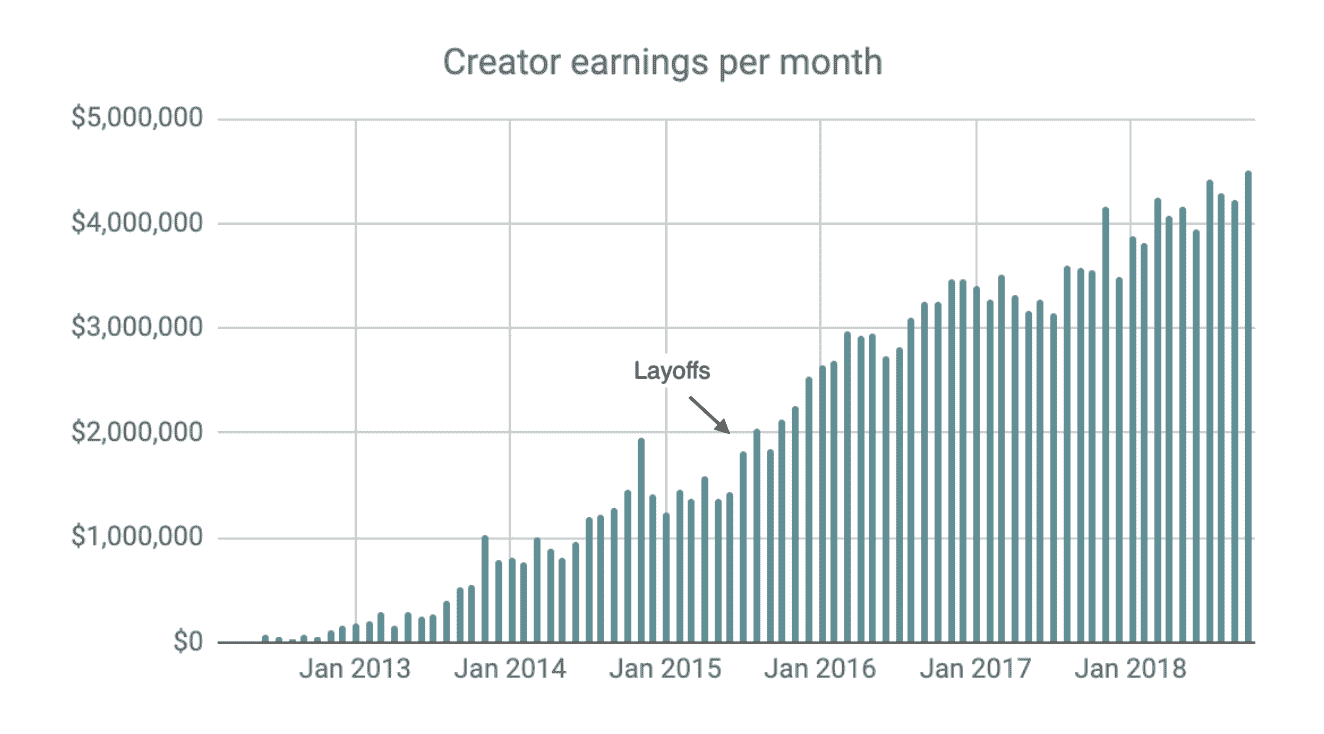 Creator earnings per month
$5,000,000
$4,000,000
$3,000,000
Layoffs
$2,000,000
$1,000,000
$0
Jan 2013 Jan 2014 Jan 2015 Jan 2016 Jan 2017 Jan 2018